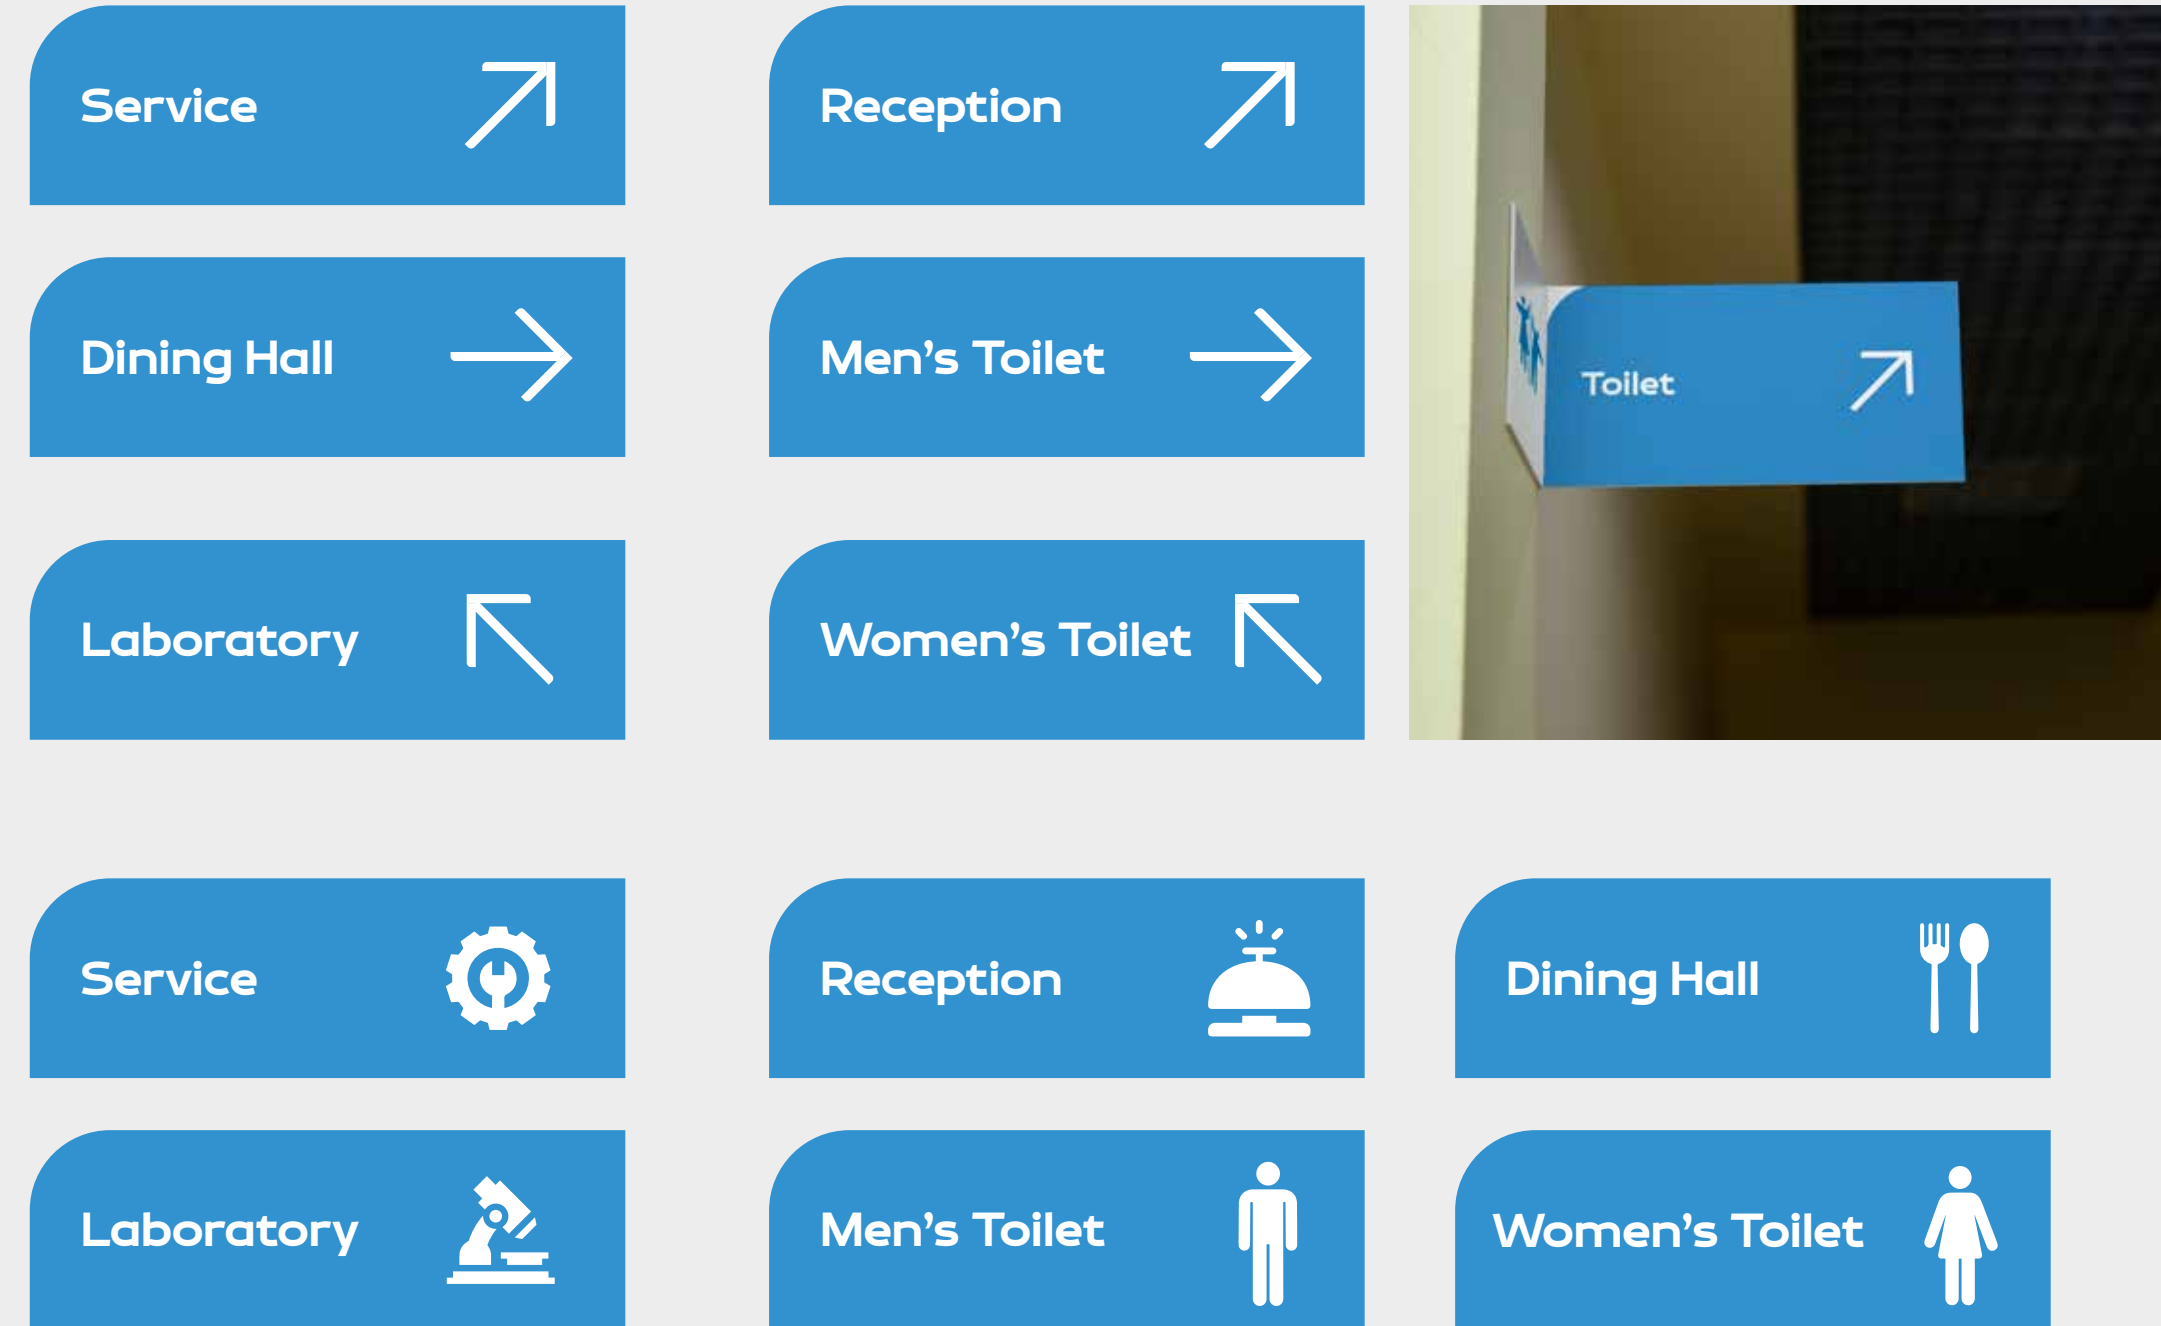 Service
Reception
Dining Hall
Men's Toilet
Toilet
Laboratory
Women's Toilet
Service
Reception
Dining Hall
Laboratory
Men's Toilet
Women's Toilet